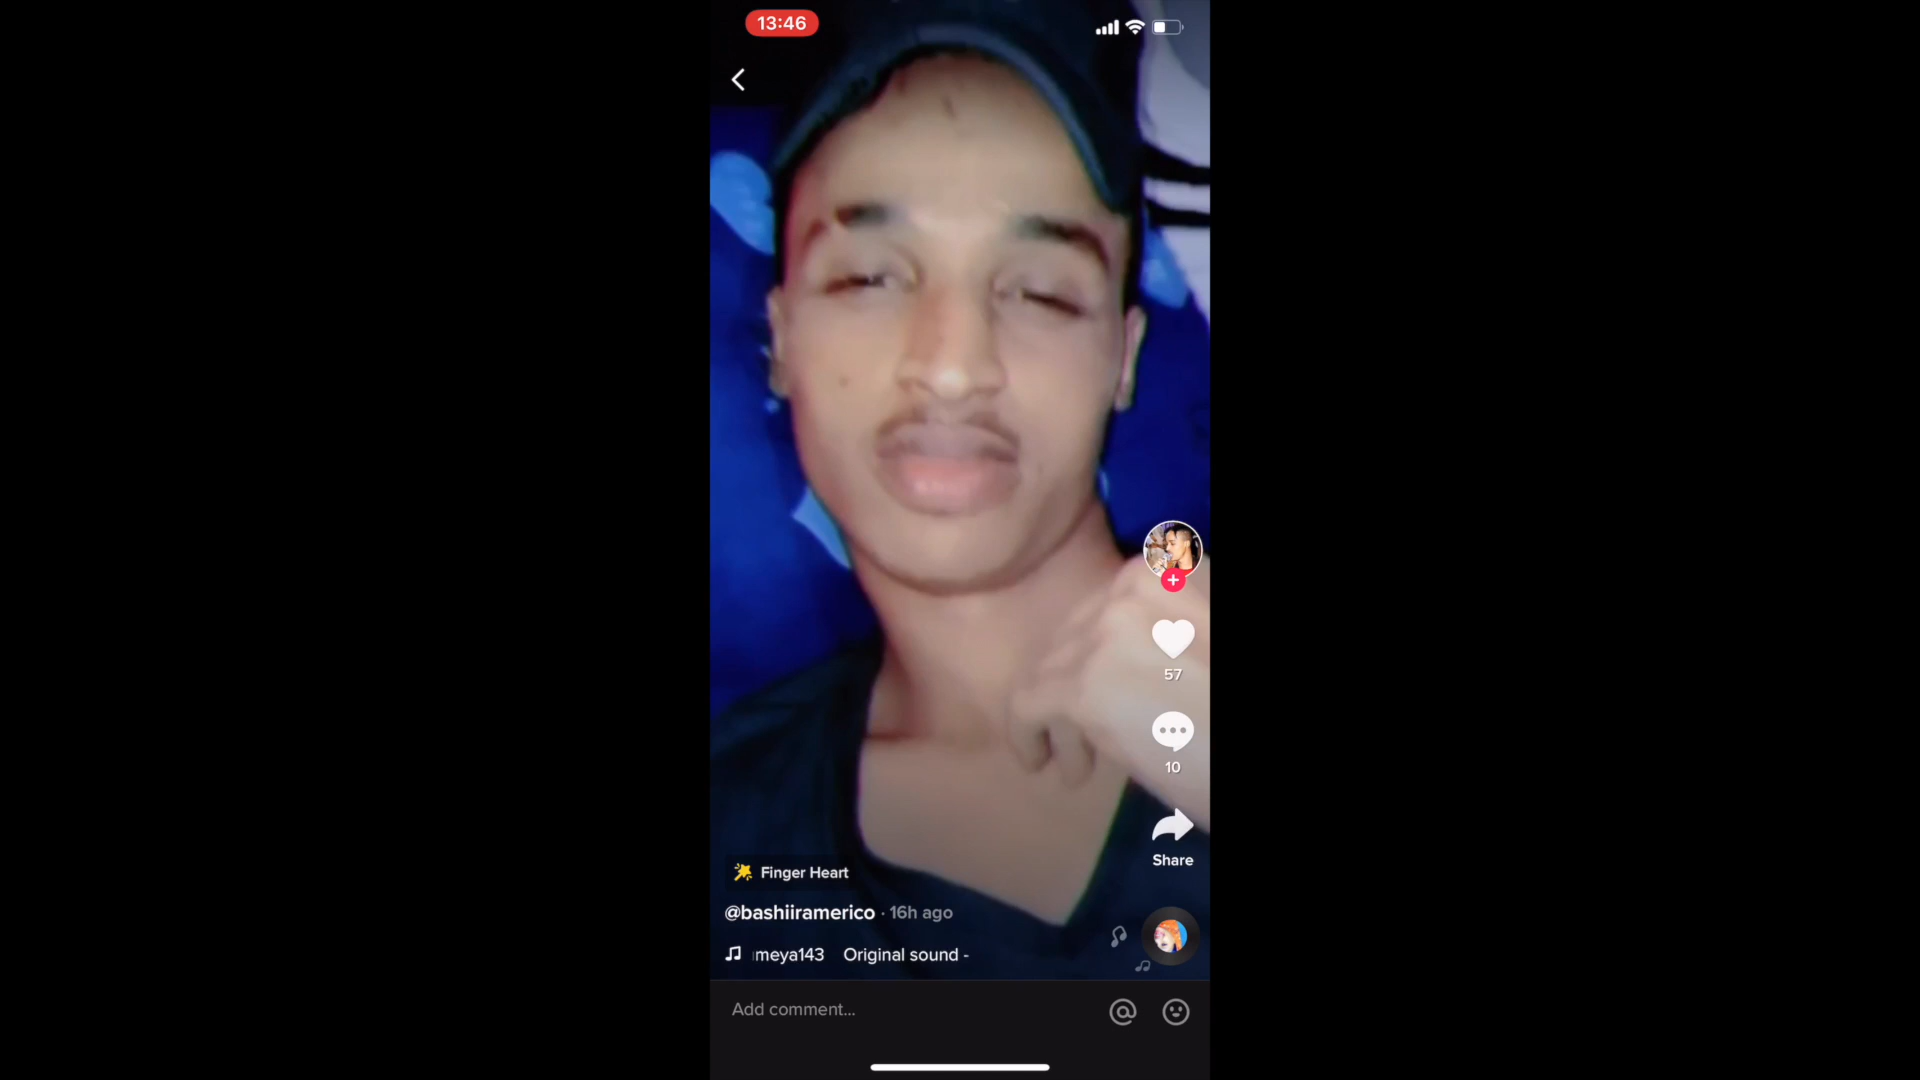 13:46
57
10
Share
Finger Heart
@bashiiramerico · 16h ago
meya143 Original sound -
Add comment...